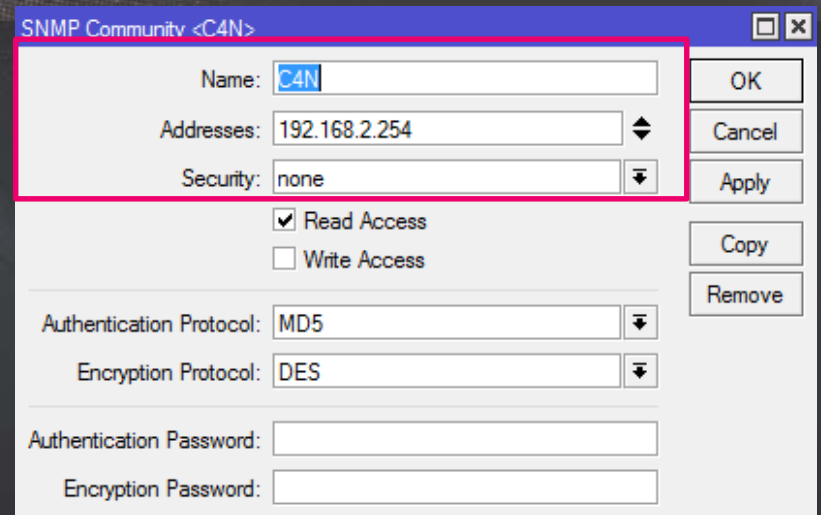 SNMP Community <C4N>
Name: C4N
OK
Addresses: 192.168.2.254
Cancel
Security: none
Apply
Read Access
Write Access
Copy
Remove
Authentication Protocol: MD5
Encryption Protocol: DES
Authentication Password:
Encryption Password: